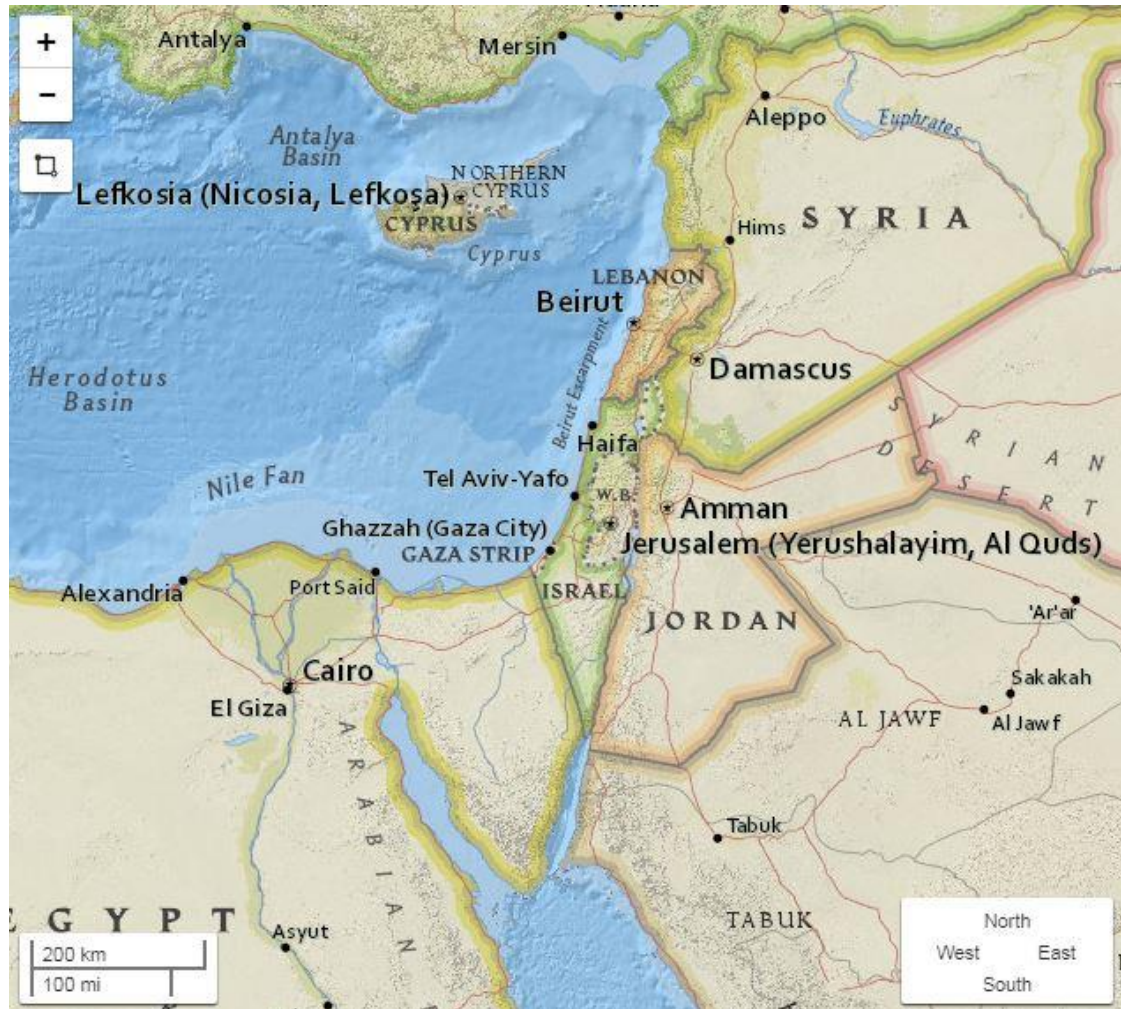 +
−
Antalya
Mersin
Aleppo
Euphrates
Antalya
Basin
NORTHERN
CYPRUS
Lefkosia (Nicosia, Lefkoşa)
CYPRUS
Cyprus
Hims
SYRIA
LEBANON
Beirut
Beirut Escarpment
Herodotus
Basin
Damascus
SYRIAN
DESERT
Haifa
Nile Fan
Tel Aviv-Yafo
W.B.
Amman
Ghazzah (Gaza City)
GAZA STRIP
Jerusalem (Yerushalayim, Al Quds)
Alexandria
Port Said
ISRAEL
JORDAN
'Ar'ar
Cairo
El Giza
Sakakah
AL JAWF
Al Jawf
ARABIAN
Tabuk
EGYPT
Asyut
TABUK
200 km
100 mi
North
West East
South